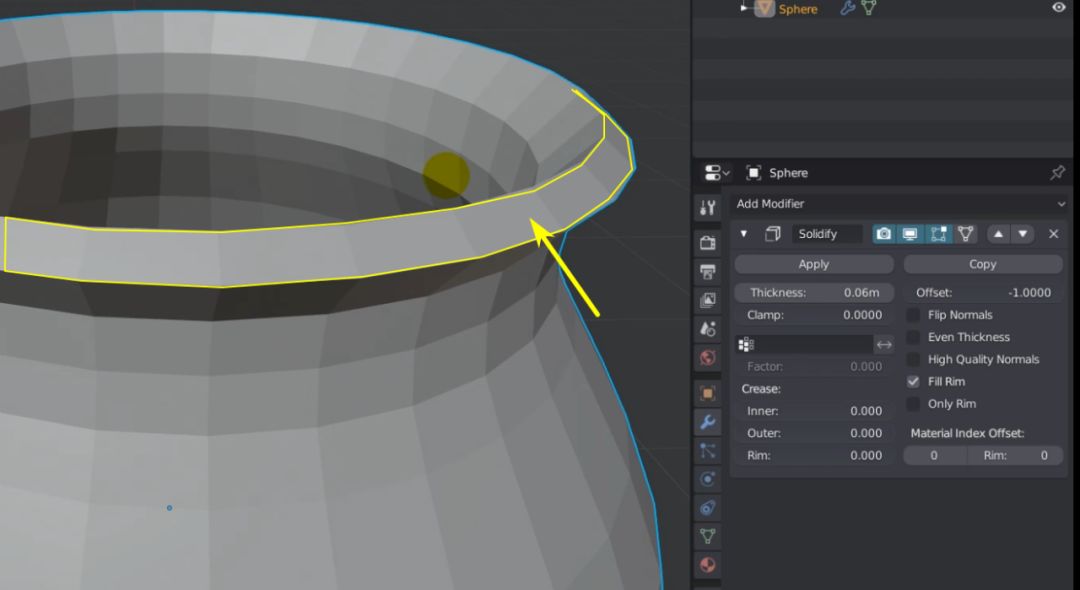 Sphere
Sphere
Add Modifier
Solidify
Apply Copy
Thickness: 0.06m Offset: -1.0000
Clamp: 0.0000 Flip Normals
Even Thickness
High Quality Normals
Factor: 0.000 Fill Rim
Crease: Only Rim
Inner: 0.000
Outer: 0.000 Material Index Offset:
Rim: 0.000 0 Rim: 0